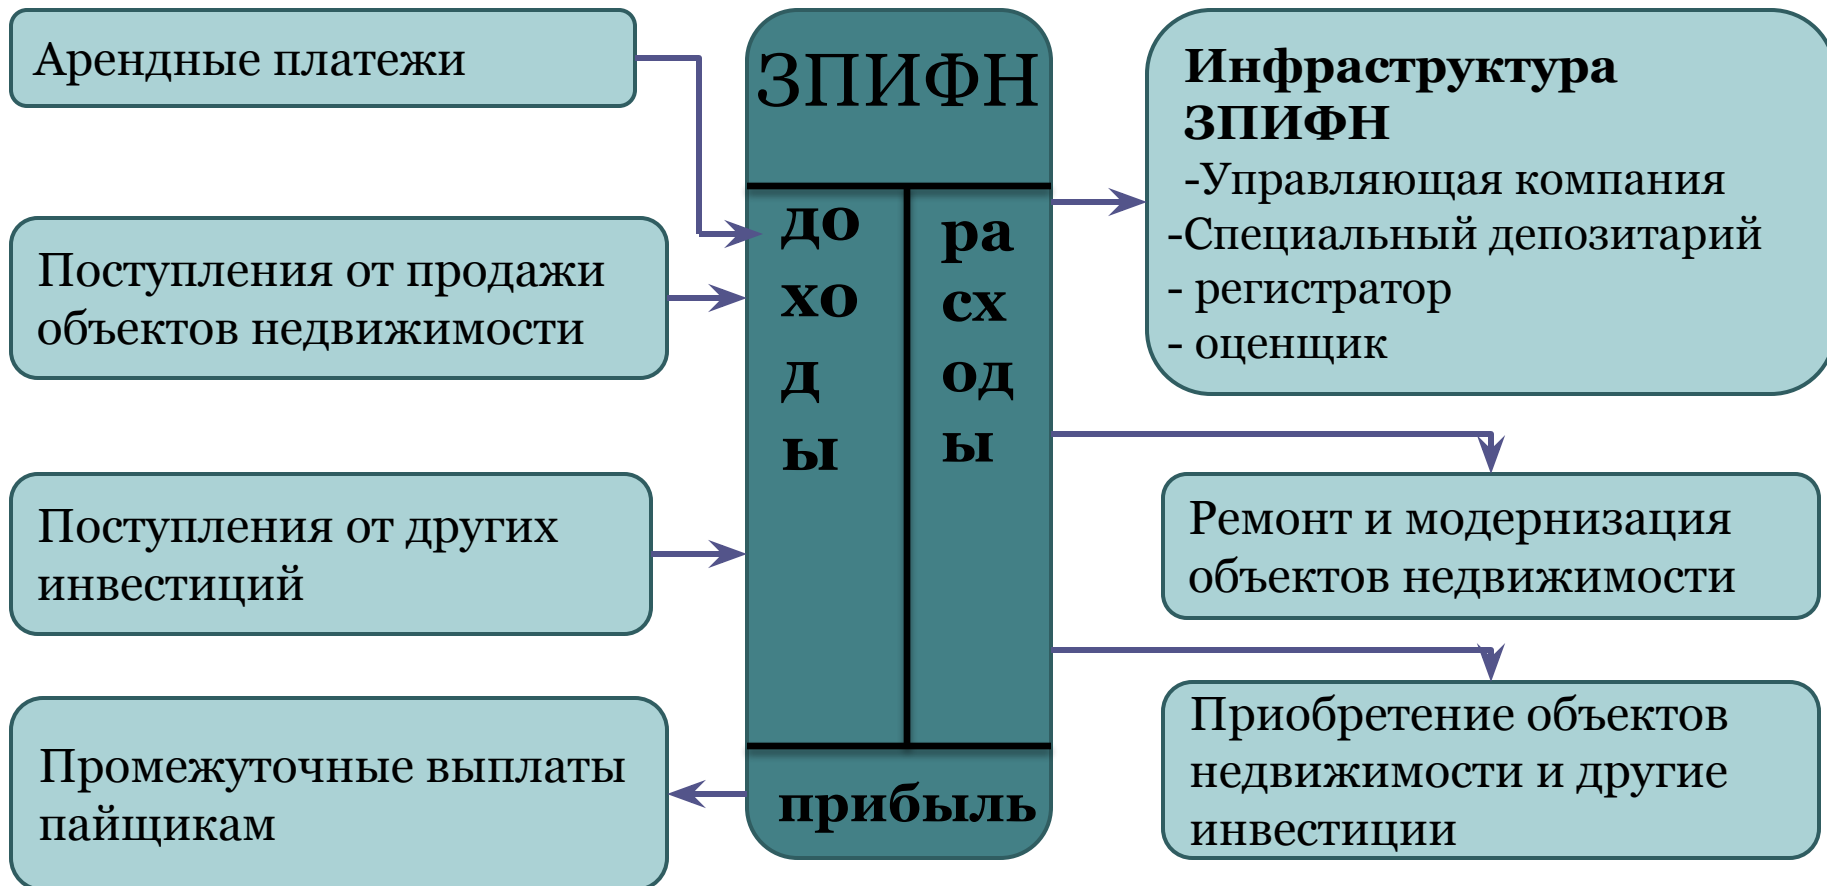 Арендные платежи
Поступления от продажи
объектов недвижимости
Поступления от других
инвестиций
Промежуточные выплаты
пайщикам
ЗПИФН
до
хо
д
ы
ра
сх
од
ы
прибыль
Инфраструктура
ЗПИФН
-Управляющая компания
-Специальный депозитарий
- регистратор
- оценщик
Ремонт и модернизация
объектов недвижимости
Приобретение объектов
недвижимости и другие
инвестиции